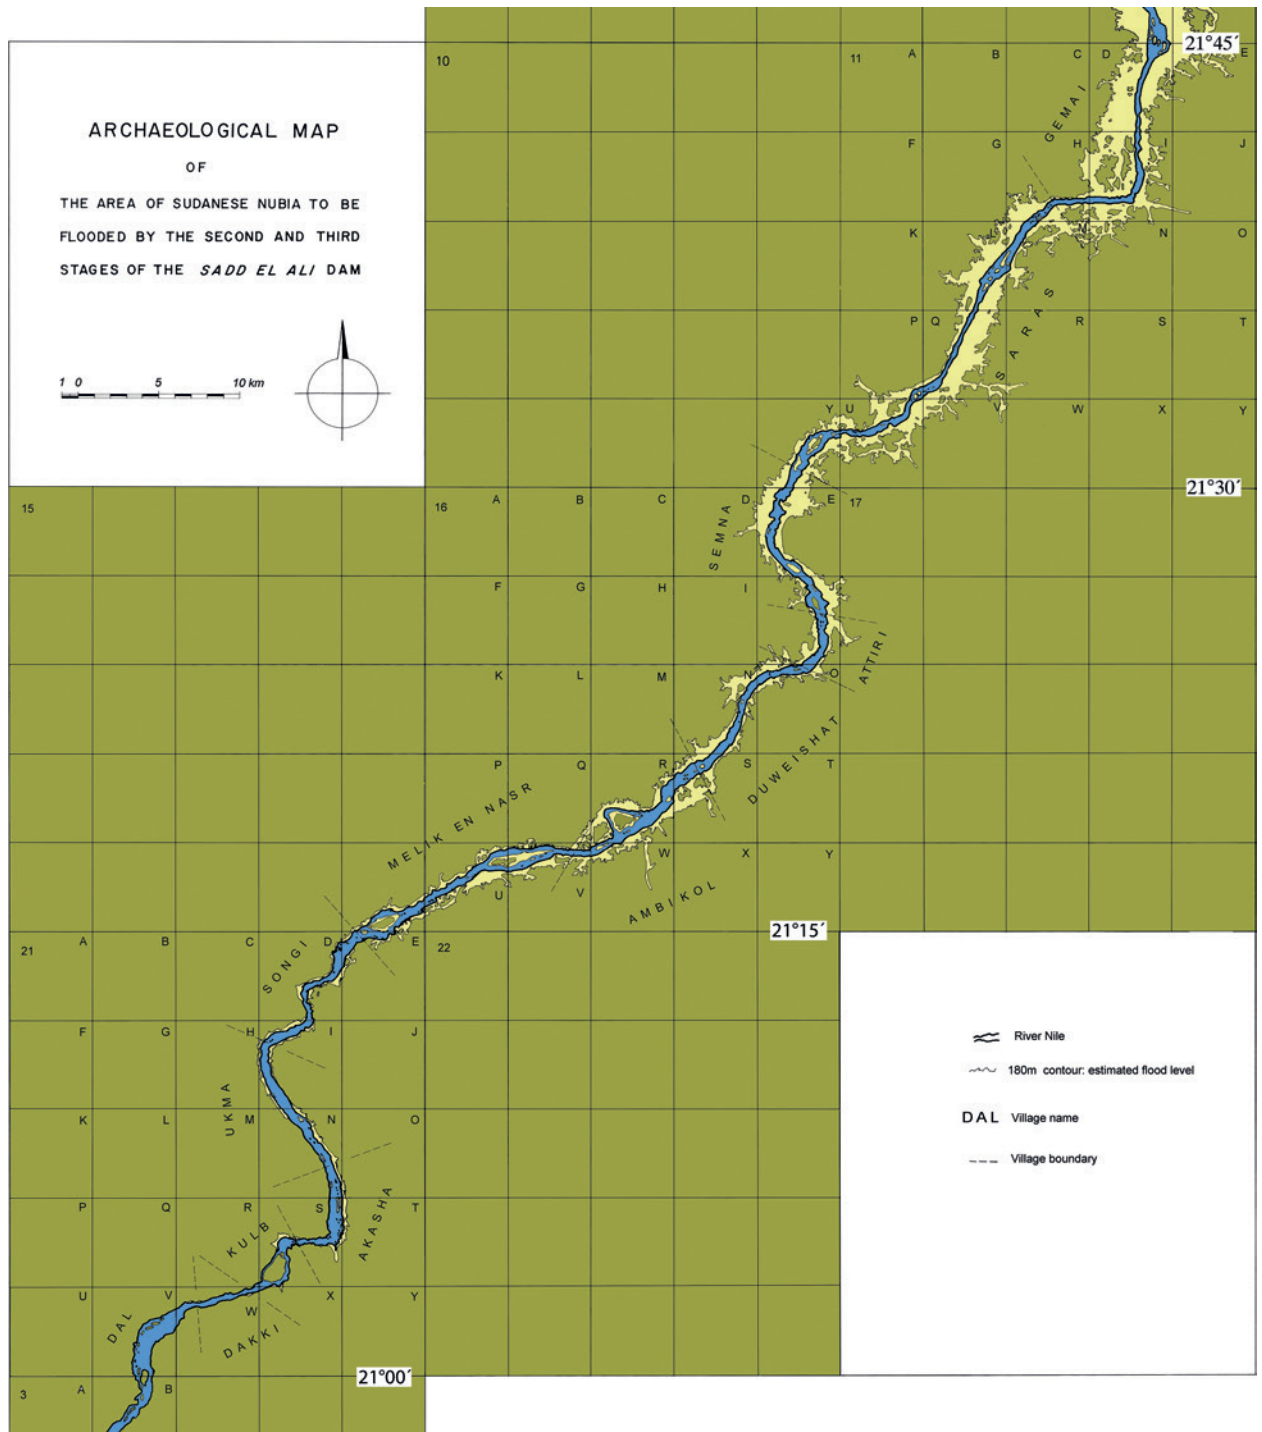 ARCHAEOLOGICAL MAP
OF
THE AREA OF SUDANESE NUBIA TO BE
FLOODED BY THE SECOND AND THIRD
STAGES OF THE SADD EL ALI DAM
1 0 5 10 km
10
11
A B C D E
21°45´
GEMAI
F G H I J
K L M N O
SARAS
P Q R S T
Y U V W X Y
21°30´
15
16
A B C D E
17
SEMNA
F G H I
ATTIRI
K L M N O
DUWEISHAT
P Q R S T
MELIK EN NASR
W X Y
U V
AMBIKOL
21°15´
21
A B C D E
22
SONGI
F G H I J
UKMA
K L M N O
P Q R S T
KULB
AKASHA
U V W X Y
DAL
DAKKI
21°00´
3
A B
River Nile
180m contour: estimated flood level
DAL Village name
Village boundary